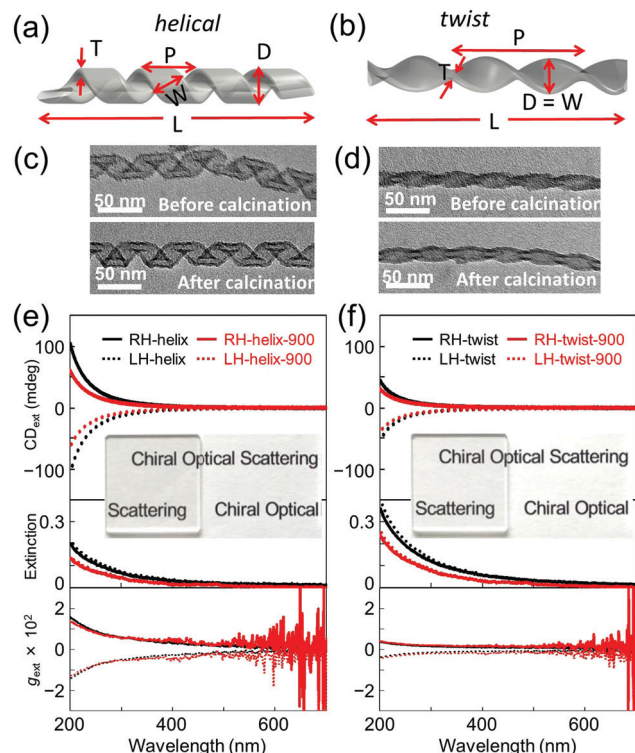 (a)
helical
T
P
D
W
L
(b)
twist
P
T
D = W
L
(c)
50 nm
Before calcination
50 nm
After calcination
(d)
50 nm
Before calcination
50 nm
After calcination
(e)
RH-helix
RH-helix-900
LH-helix
LH-helix-900
CDext (mdeg)
100
0
−100
Chiral Optical Scattering
Scattering
Chiral Optical
Extinction
0.3
0
gext × 10²
2
0
−2
200
400
600
Wavelength (nm)
(f)
RH-twist
RH-twist-900
LH-twist
LH-twist-900
100
0
−100
Chiral Optical Scattering
Scattering
Chiral Optical
0.3
0
2
0
−2
200
400
600
Wavelength (nm)